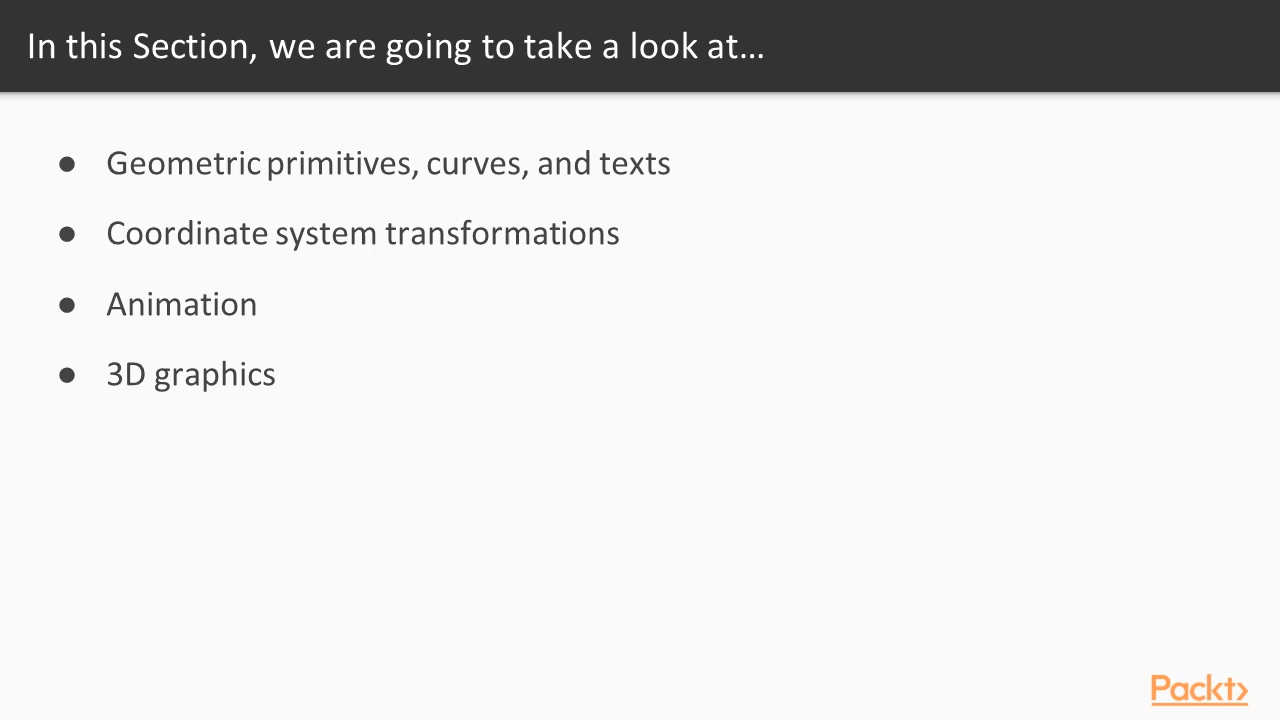 In this Section, we are going to take a look at…
● Geometric primitives, curves, and texts
● Coordinate system transformations
● Animation
● 3D graphics
Packt>